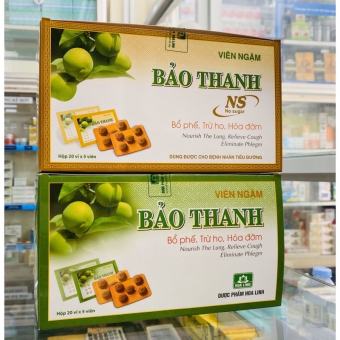 VIÊN NGẬM
BẢO THANH
NS
No sugar
Bổ phế, Trừ ho, Hóa đờm
Nourish The Lung, Relieve Cough
Eliminate Phlegm
Hộp 20 vỉ x 5 viên
DÙNG ĐƯỢC CHO BỆNH NHÂN TIỂU ĐƯỜNG
VIÊN NGẬM
BẢO THANH
Bổ phế, Trừ ho, Hóa đờm
Nourish The Lung, Relieve Cough
Eliminate Phlegm
HOA LINH
Hộp 20 vỉ x 5 viên
DƯỢC PHẨM HOA LINH